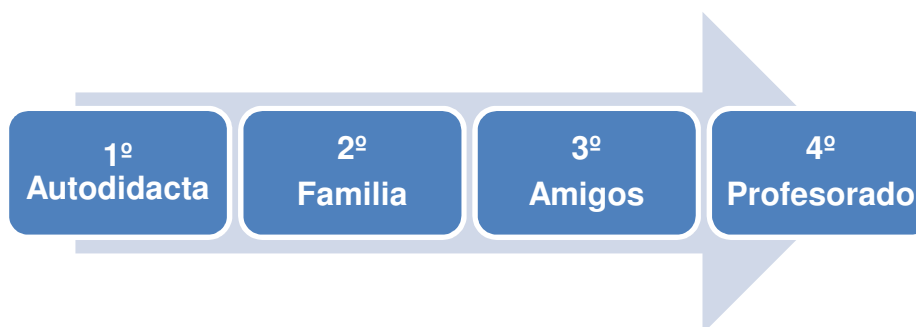 1º
Autodidacta
2º
Familia
3º
Amigos
4º
Profesorado